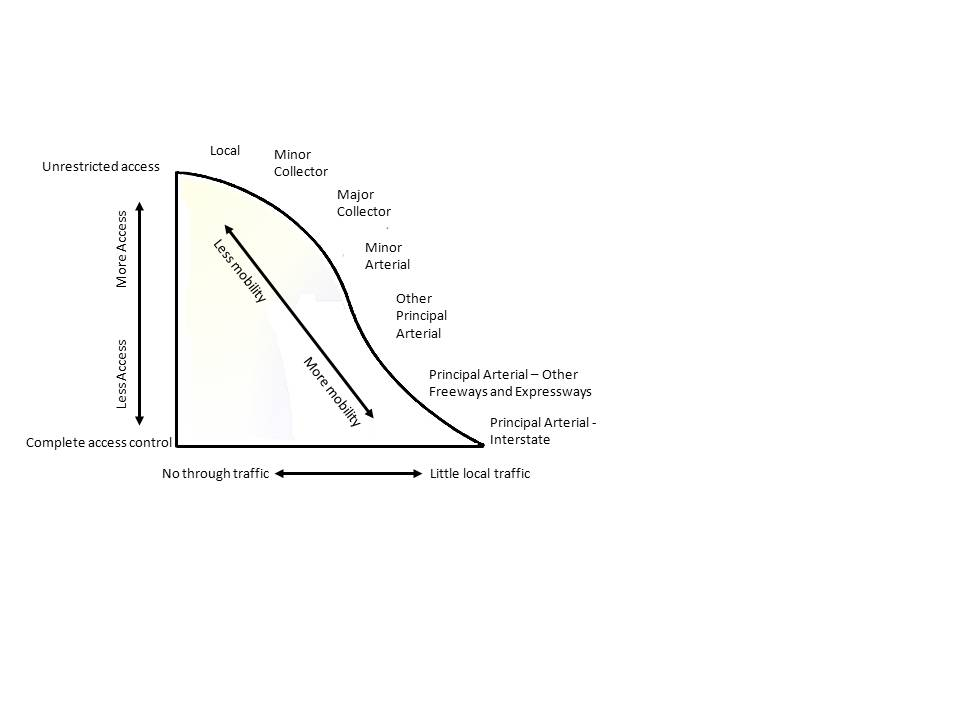 Local
Minor
Collector
Unrestricted access
Major
Collector
More Access
Less mobility
Minor
Arterial
Other
Principal
Arterial
Less Access
More mobility
Principal Arterial – Other
Freeways and Expressways
Principal Arterial -
Interstate
Complete access control
No through traffic
Little local traffic